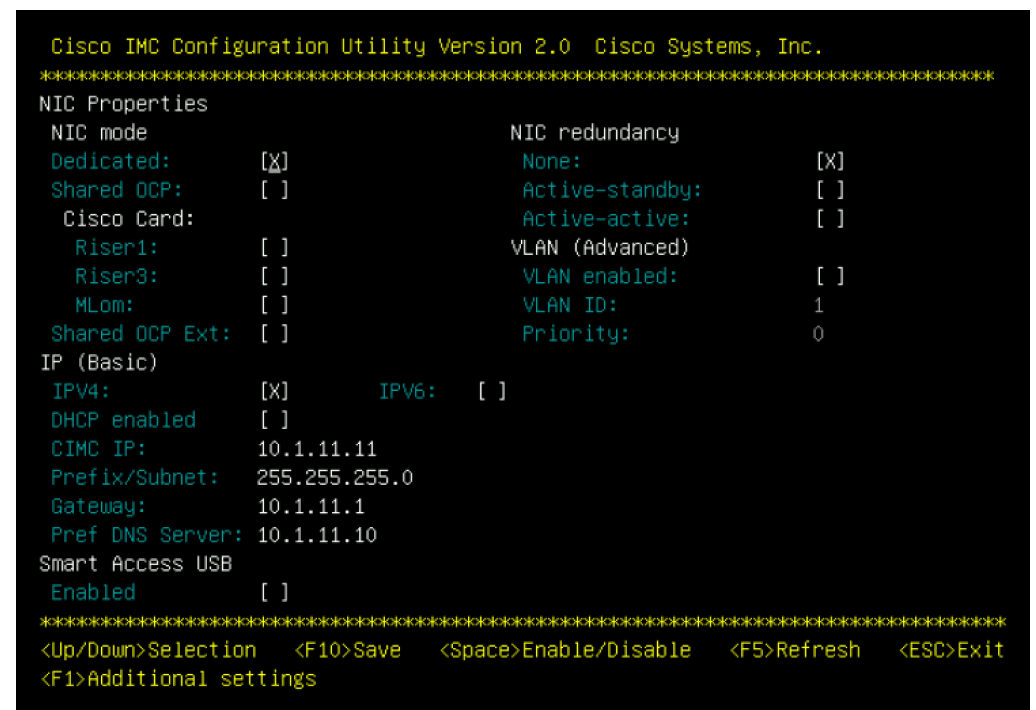 Cisco IMC Configuration Utility Version 2.0  Cisco Systems, Inc.
******************************************************************************
NIC Properties
NIC mode                              NIC redundancy
Dedicated:       [X]                   None:                   [X]
Shared OCP:      [ ]                   Active-standby:         [ ]
Cisco Card:                            Active-active:          [ ]
Riser1:          [ ]                  VLAN (Advanced)
Riser3:          [ ]                   VLAN enabled:           [ ]
MLom:            [ ]                   VLAN ID:                1
Shared OCP Ext:  [ ]                   Priority:               0
IP (Basic)
IPV4:            [X]       IPV6:   [ ]
DHCP enabled     [ ]
CIMC IP:         10.1.11.11
Prefix/Subnet:   255.255.255.0
Gateway:         10.1.11.1
Pref DNS Server: 10.1.11.10
Smart Access USB
Enabled          [ ]
*******************************************************************************
<Up/Down>Selection   <F10>Save   <Space>Enable/Disable   <F5>Refresh   <ESC>Exit
<F1>Additional settings